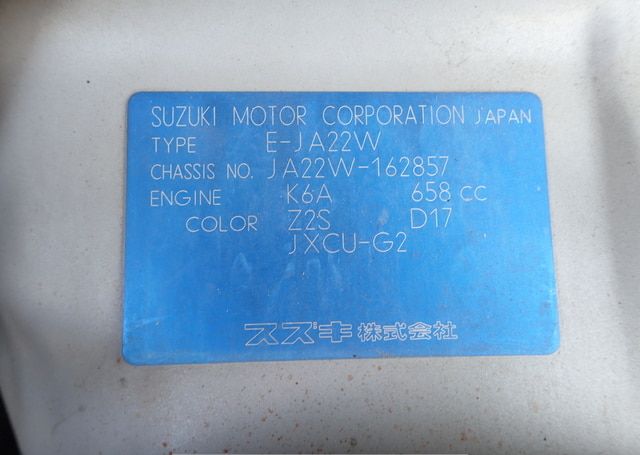 SUZUKI MOTOR CORPORATION JAPAN
TYPE E-JA22W
CHASSIS NO. JA22W-162857
ENGINE K6A 658 CC
COLOR Z2S D17
JXCU-G2
スズキ株式会社